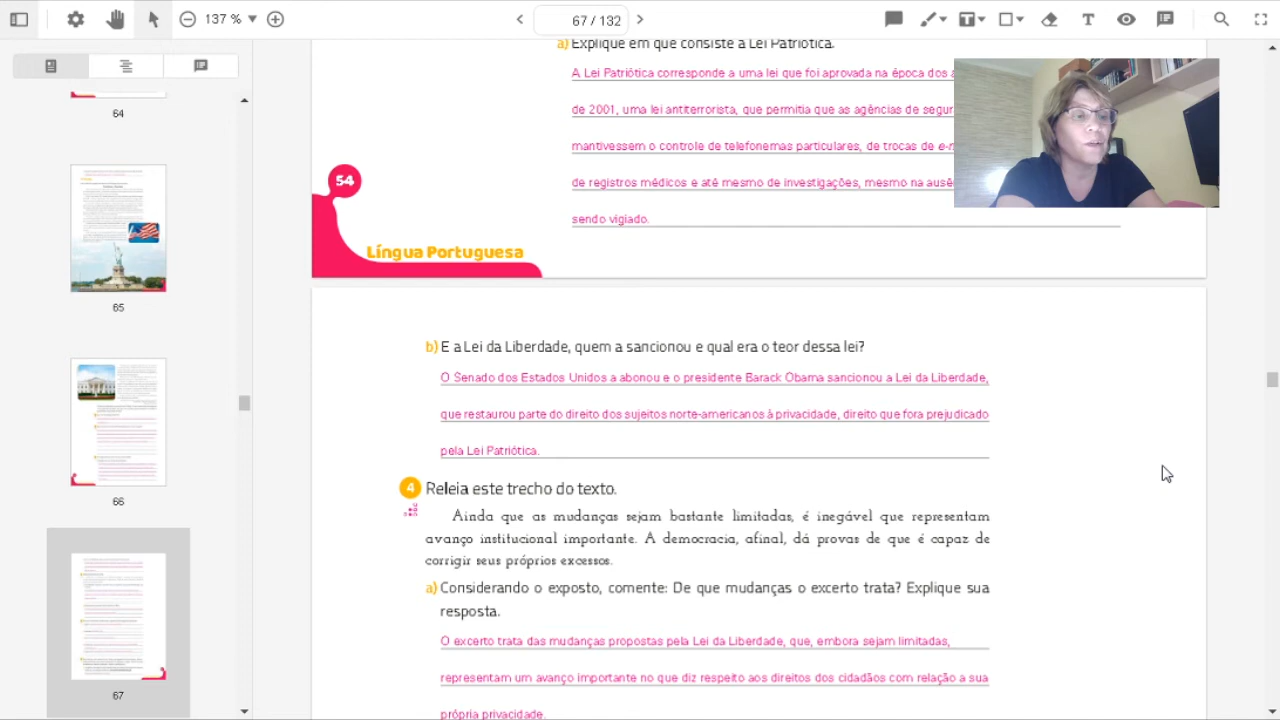 137 %
67 / 132
64
65
66
67
a) Explique em que consiste a Lei Patriótica.
A Lei Patriótica corresponde a uma lei que foi aprovada na época dos
de 2001, uma lei antiterrorista, que permitia que as agências de
mantivessem o controle de telefonemas particulares, de trocas de
de registros médicos e até mesmo de investigações, mesmo na
sendo vigiado.
54
Língua Portuguesa
b) E a Lei da Liberdade, quem a sancionou e qual era o teor dessa lei?
O Senado dos Estados Unidos a abonou e o presidente Barack Obama sancionou a Lei da Liberdade,
que restaurou parte do direito dos sujeitos norte-americanos à privacidade, direito que fora prejudicado
pela Lei Patriótica.
4 Releia este trecho do texto.
Ainda que as mudanças sejam bastante limitadas, é inegável que representam
avanço institucional importante. A democracia, afinal, dá provas de que é capaz de
corrigir seus próprios excessos.
a) Considerando o exposto, comente: De que mudanças o excerto trata? Explique sua
resposta.
O excerto trata das mudanças propostas pela Lei da Liberdade, que, embora sejam limitadas,
representam um avanço importante no que diz respeito aos direitos dos cidadãos com relação a sua
própria privacidade.